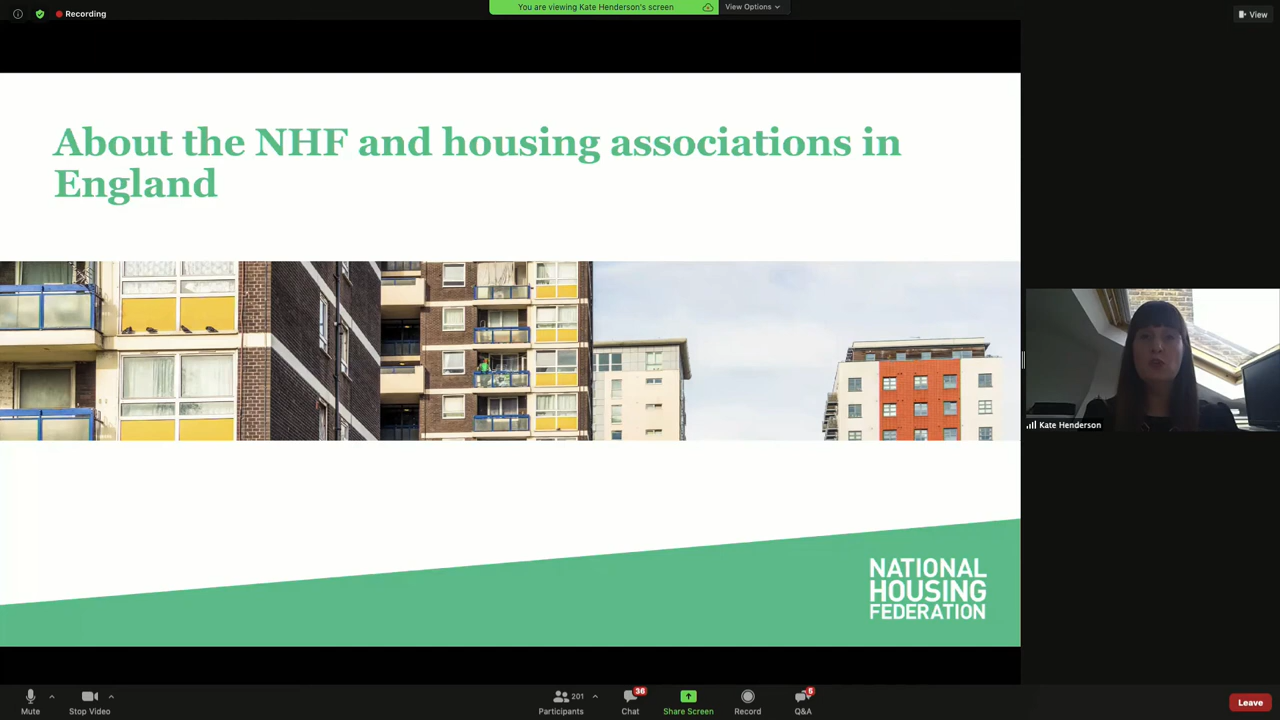 Recording
You are viewing Kate Henderson's screen
View Options
View
About the NHF and housing associations in
England
Kate Henderson
NATIONAL
HOUSING
FEDERATION
Mute
Stop Video
201
Participants
36
Chat
Share Screen
Record
5
Q&A
Leave